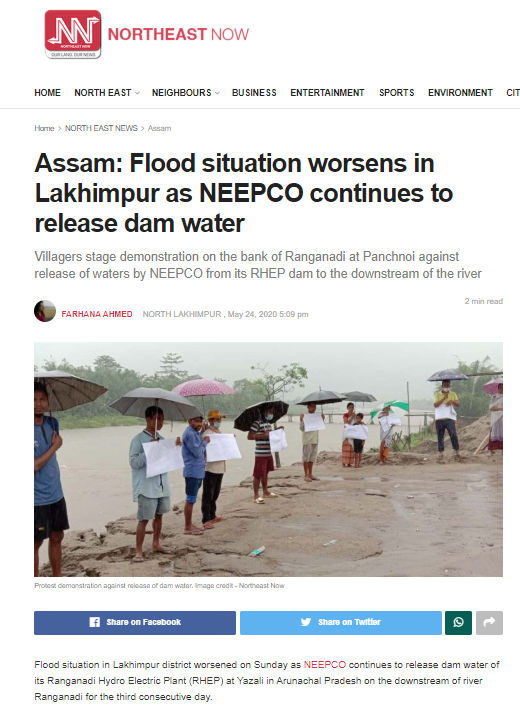 NN
NORTHEAST NOW
OUR LAND. OUR NEWS
NORTHEAST NOW
HOME NORTH EAST NEIGHBOURS BUSINESS ENTERTAINMENT SPORTS ENVIRONMENT CIT
Home > NORTH EAST NEWS > Assam
Assam: Flood situation worsens in
Lakhimpur as NEEPCO continues to
release dam water
Villagers stage demonstration on the bank of Ranganadi at Panchnoi against
release of waters by NEEPCO from its RHEP dam to the downstream of the river
2 min read
FARHANA AHMED NORTH LAKHIMPUR , May 24, 2020 5:09 pm
Protest demonstration against release of dam water. Image credit - Northeast Now
Share on Facebook Share on Twitter
Flood situation in Lakhimpur district worsened on Sunday as NEEPCO continues to release dam water of
its Ranganadi Hydro Electric Plant (RHEP) at Yazali in Arunachal Pradesh on the downstream of river
Ranganadi for the third consecutive day.